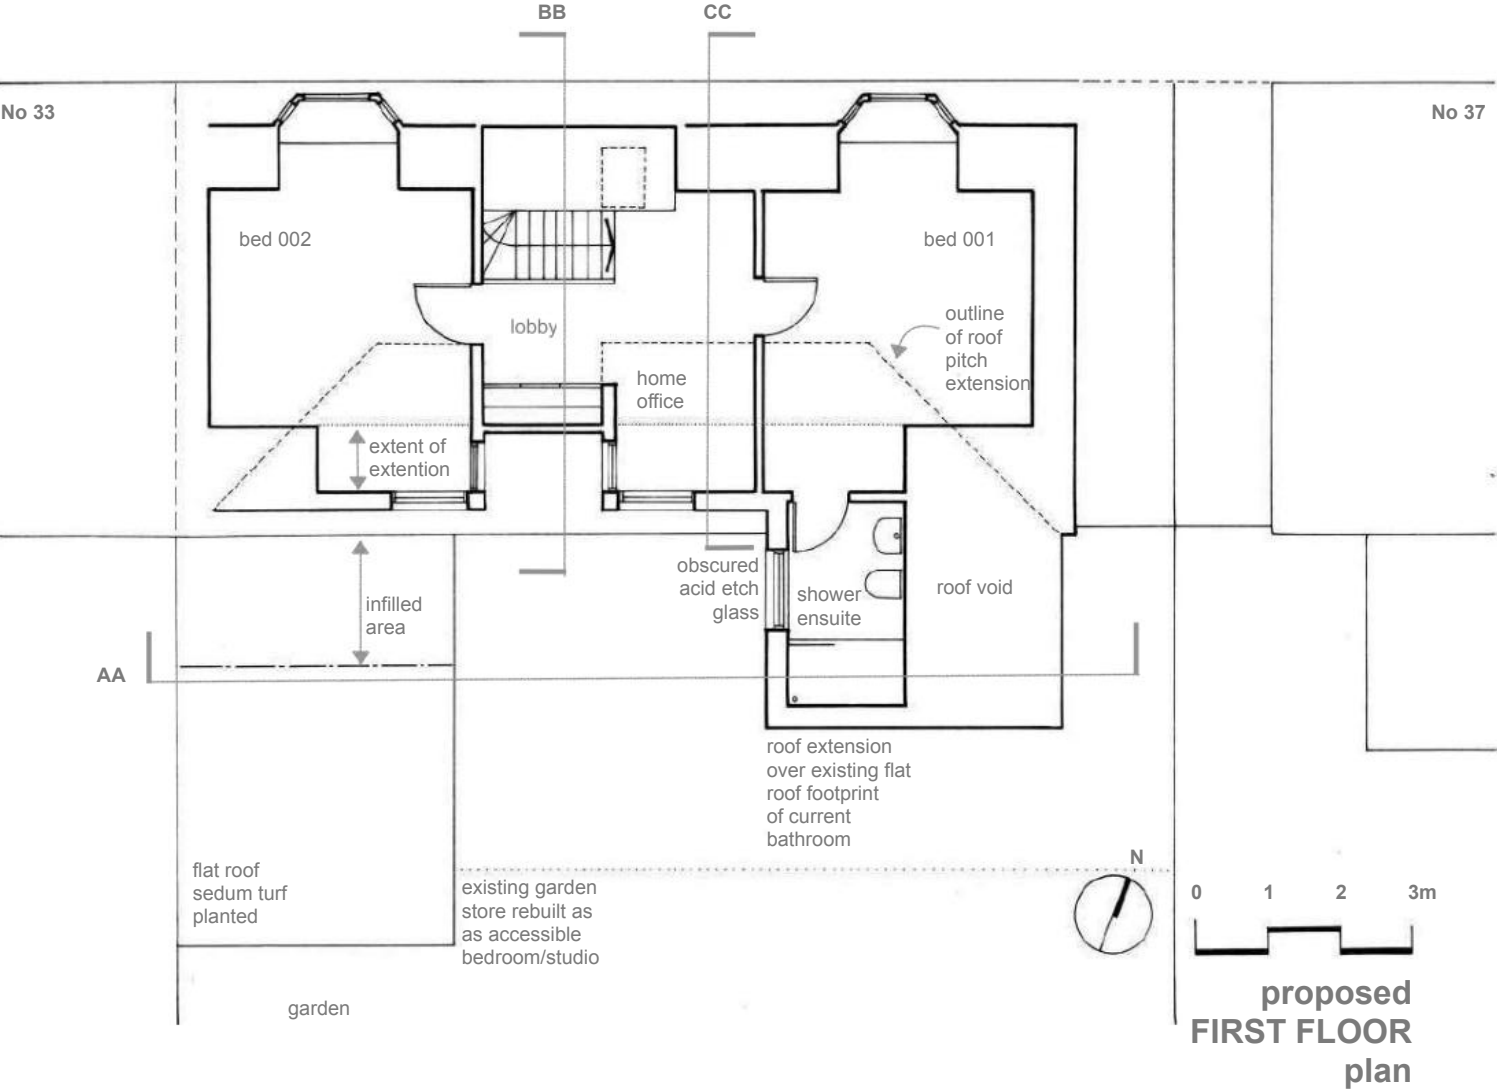 BB
CC
No 33
No 37
bed 002
bed 001
lobby
outline
of roof
pitch
extension
home
office
extent of
extention
obscured
acid etch
glass
shower
ensuite
roof void
infilled
area
AA
roof extension
over existing flat
roof footprint
of current
bathroom
flat roof
sedum turf
planted
existing garden
store rebuilt as
as accessible
bedroom/studio
garden
N
0 1 2 3m
proposed
FIRST FLOOR
plan